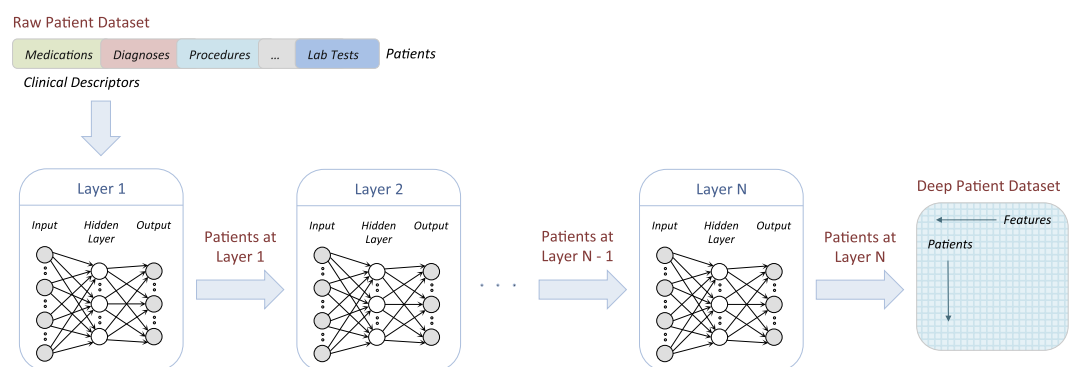 Raw Patient Dataset
Medications Diagnoses Procedures ... Lab Tests Patients
Clinical Descriptors
Layer 1
Input Hidden Output
Layer
Patients at
Layer 1
Layer 2
Input Hidden Output
Layer
. . .
Patients at
Layer N - 1
Layer N
Input Hidden Output
Layer
Patients at
Layer N
Deep Patient Dataset
Features
Patients